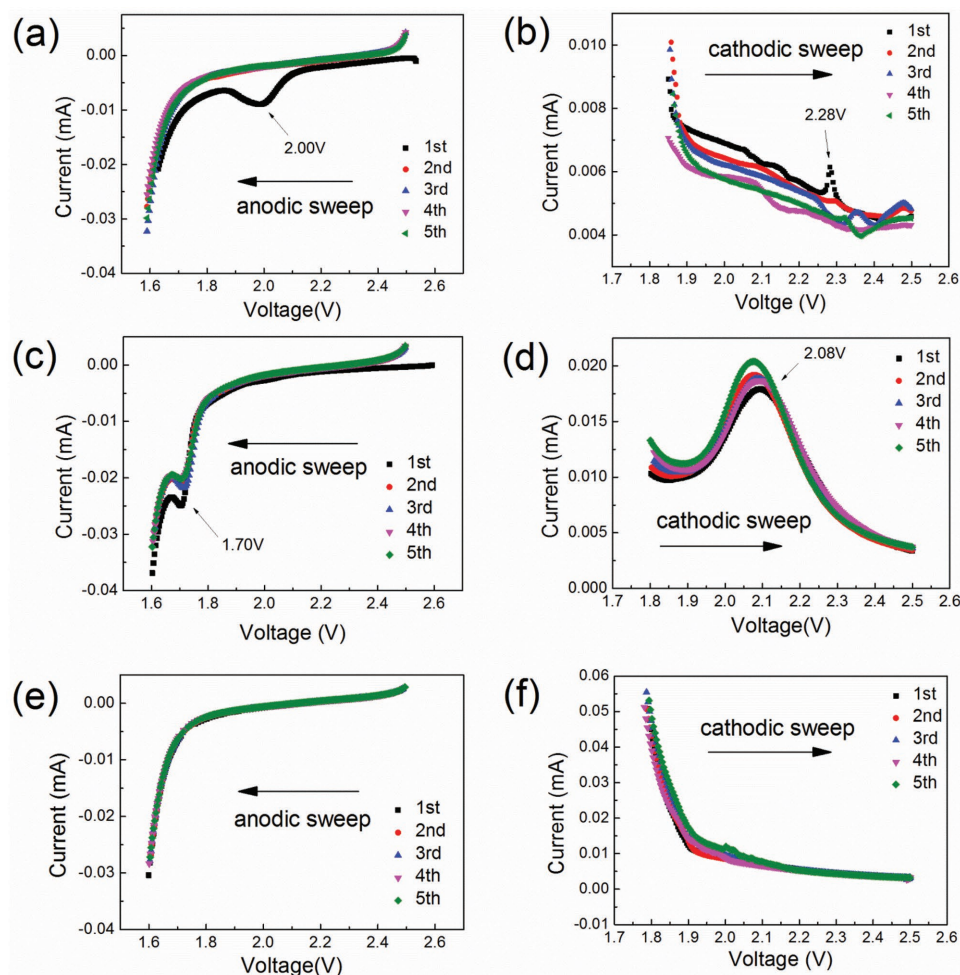 (a)
0.00
-0.01
-0.02
-0.03
-0.04
Current (mA)
2.00V
anodic sweep
1st
2nd
3rd
4th
5th
1.6 1.8 2.0 2.2 2.4 2.6
Voltage(V)
(b)
0.010
0.008
0.006
0.004
0.002
Current (mA)
cathodic sweep
2.28V
1st
2nd
3rd
4th
5th
1.7 1.8 1.9 2.0 2.1 2.2 2.3 2.4 2.5 2.6
Voltge (V)
(c)
0.00
-0.01
-0.02
-0.03
-0.04
Current (mA)
anodic sweep
1.70V
1st
2nd
3rd
4th
5th
1.6 1.8 2.0 2.2 2.4 2.6
Voltage (V)
(d)
0.020
0.015
0.010
0.005
0.000
Current (mA)
2.08V
cathodic sweep
1st
2nd
3rd
4th
5th
1.7 1.8 1.9 2.0 2.1 2.2 2.3 2.4 2.5 2.6
Voltage (V)
(e)
0.00
-0.01
-0.02
-0.03
-0.04
Current (mA)
anodic sweep
1st
2nd
3rd
4th
5th
1.6 1.8 2.0 2.2 2.4 2.6
Voltage (V)
(f)
0.06
0.05
0.04
0.03
0.02
0.01
0.00
-0.01
Current (mA)
cathodic sweep
1st
2nd
3rd
4th
5th
1.7 1.8 1.9 2.0 2.1 2.2 2.3 2.4 2.5 2.6
Voltage (V)